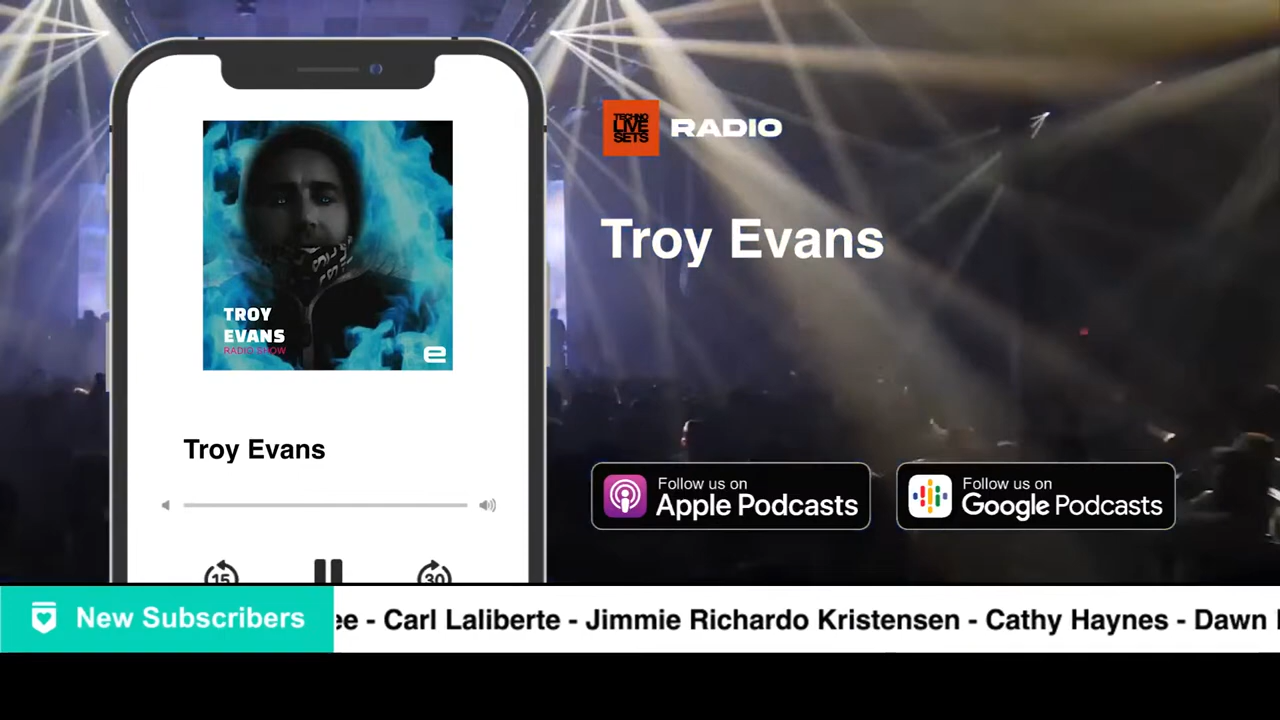 TECHNO
LIVE
SETS
RADIO
Troy Evans
TROY
EVANS
RADIO SHOW
e
Troy Evans
15
30
Follow us on
Apple Podcasts
Follow us on
Google Podcasts
New Subscribers
ee - Carl Laliberte - Jimmie Richardo Kristensen - Cathy Haynes - Dawn